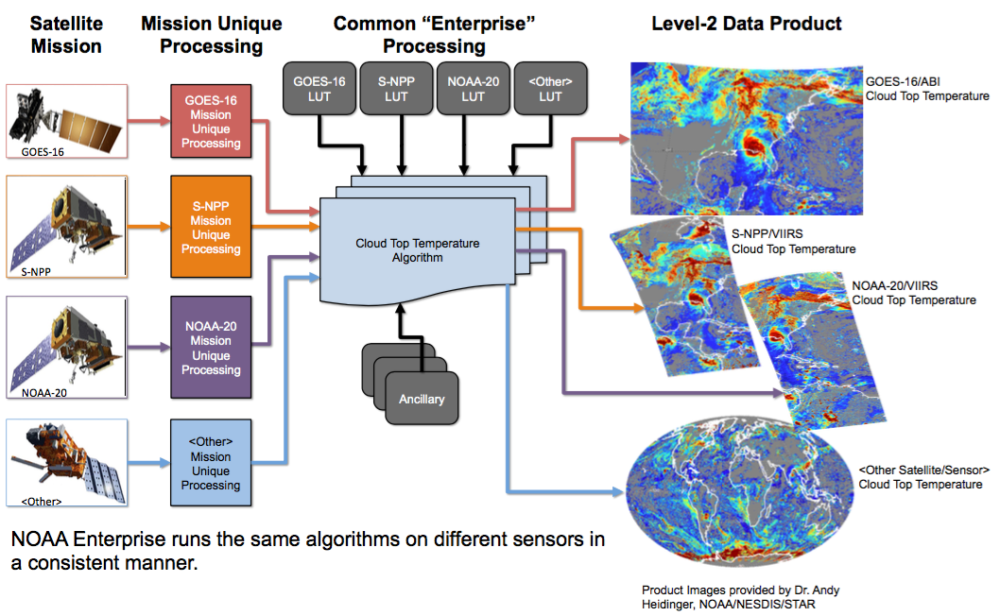 Satellite
Mission
Mission Unique
Processing
Common “Enterprise”
Processing
Level-2 Data Product
GOES-16
LUT
S-NPP
LUT
NOAA-20
LUT
<Other>
LUT
GOES-16
GOES-16
Mission
Unique
Processing
S-NPP
S-NPP
Mission
Unique
Processing
NOAA-20
NOAA-20
Mission
Unique
Processing
<Other>
<Other>
Mission
Unique
Processing
Cloud Top Temperature
Algorithm
Ancillary
GOES-16/ABI
Cloud Top Temperature
S-NPP/VIIRS
Cloud Top Temperature
NOAA-20/VIIRS
Cloud Top Temperature
<Other Satellite/Sensor>
Cloud Top Temperature
NOAA Enterprise runs the same algorithms on different sensors in
a consistent manner.
Product Images provided by Dr. Andy
Heidinger, NOAA/NESDIS/STAR